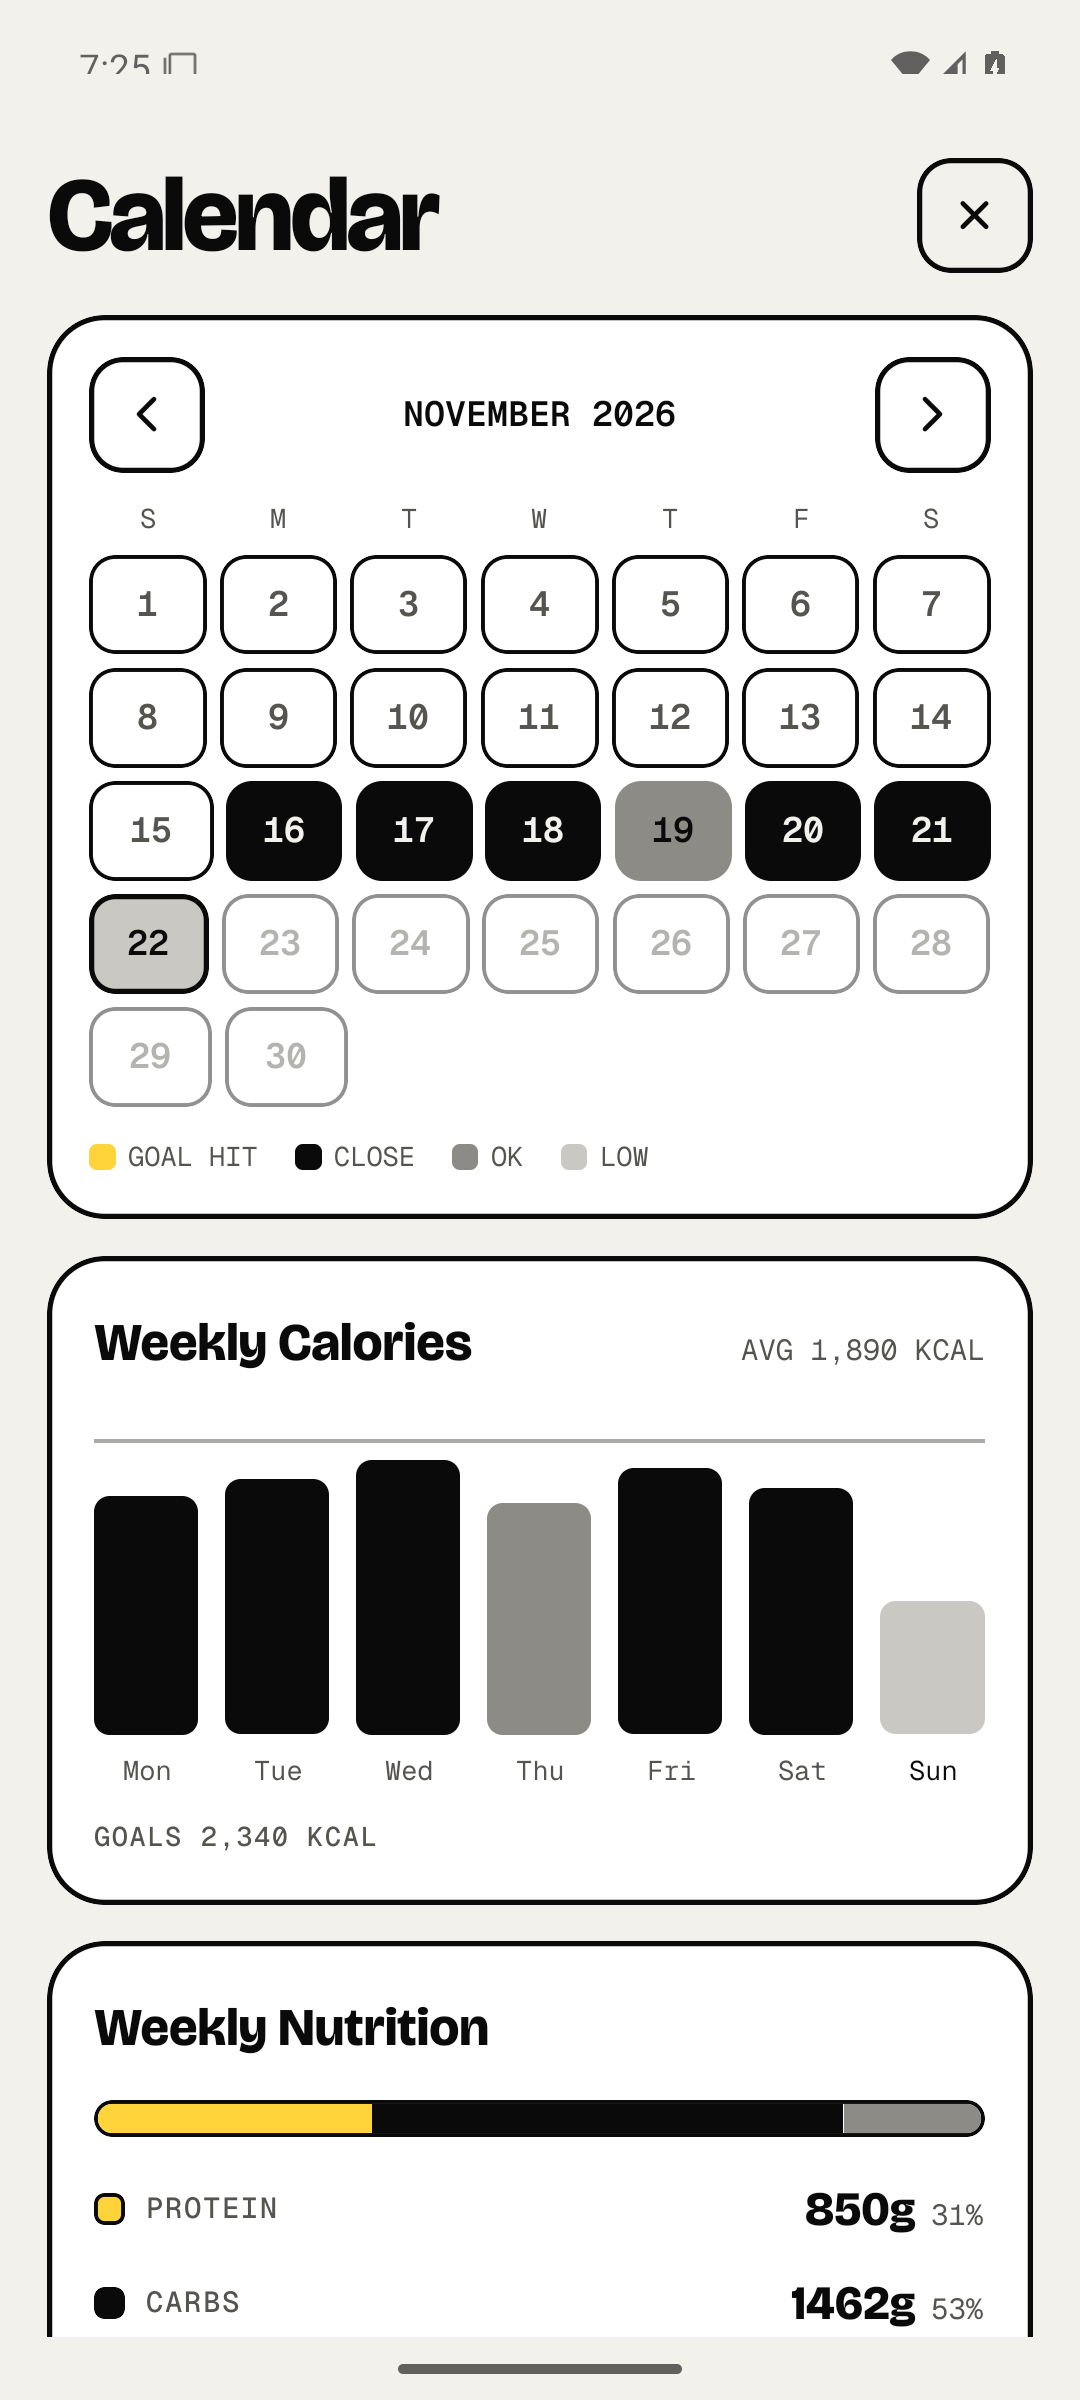 7:25
Calendar
NOVEMBER 2026
S M T W T F S
1 2 3 4 5 6 7
8 9 10 11 12 13 14
15 16 17 18 19 20 21
22 23 24 25 26 27 28
29 30
GOAL HIT CLOSE OK LOW
Weekly Calories AVG 1,890 KCAL
Mon Tue Wed Thu Fri Sat Sun
GOALS 2,340 KCAL
Weekly Nutrition
PROTEIN 850g 31%
CARBS 1462g 53%